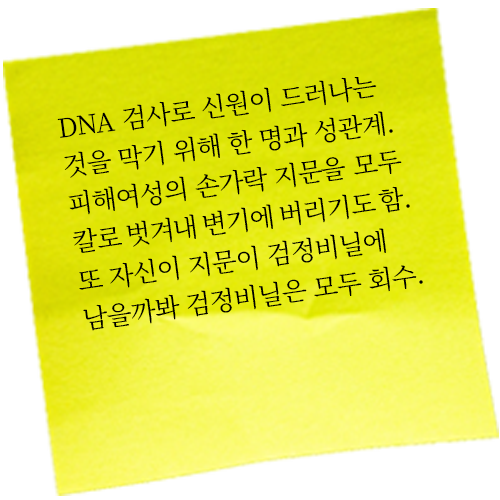 DNA 검사로 신원이 드러나는
것을 막기 위해 한 명과 성관계.
피해여성의 손가락 지문을 모두
칼로 벗겨내 변기에 버리기도 함.
또 자신이 지문이 검정비닐에
남을까봐 검정비닐은 모두 회수.